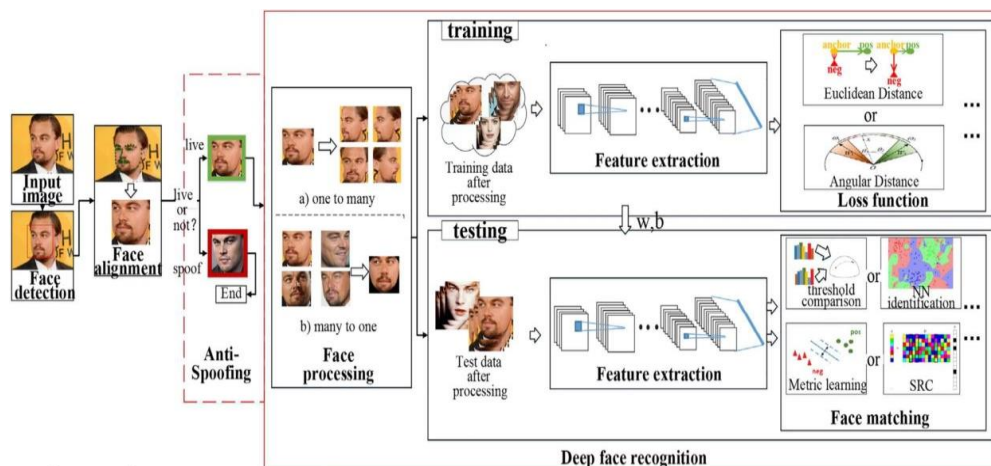 Input
image
Face
detection
Face
alignment
live
live
or
not?
spoof
End
Anti-
Spoofing
a) one to many
b) many to one
Face
processing
training
Training data
after
processing
Feature extraction
anchor
pos
neg
anchor
pos
neg
Euclidean Distance
or
Angular Distance
Loss function
...
...
w,b
testing
Test data
after
processing
Feature extraction
threshold
comparison
or
NN
identification
...
pos
neg
Metric learning
or
SRC
...
Face matching
Deep face recognition